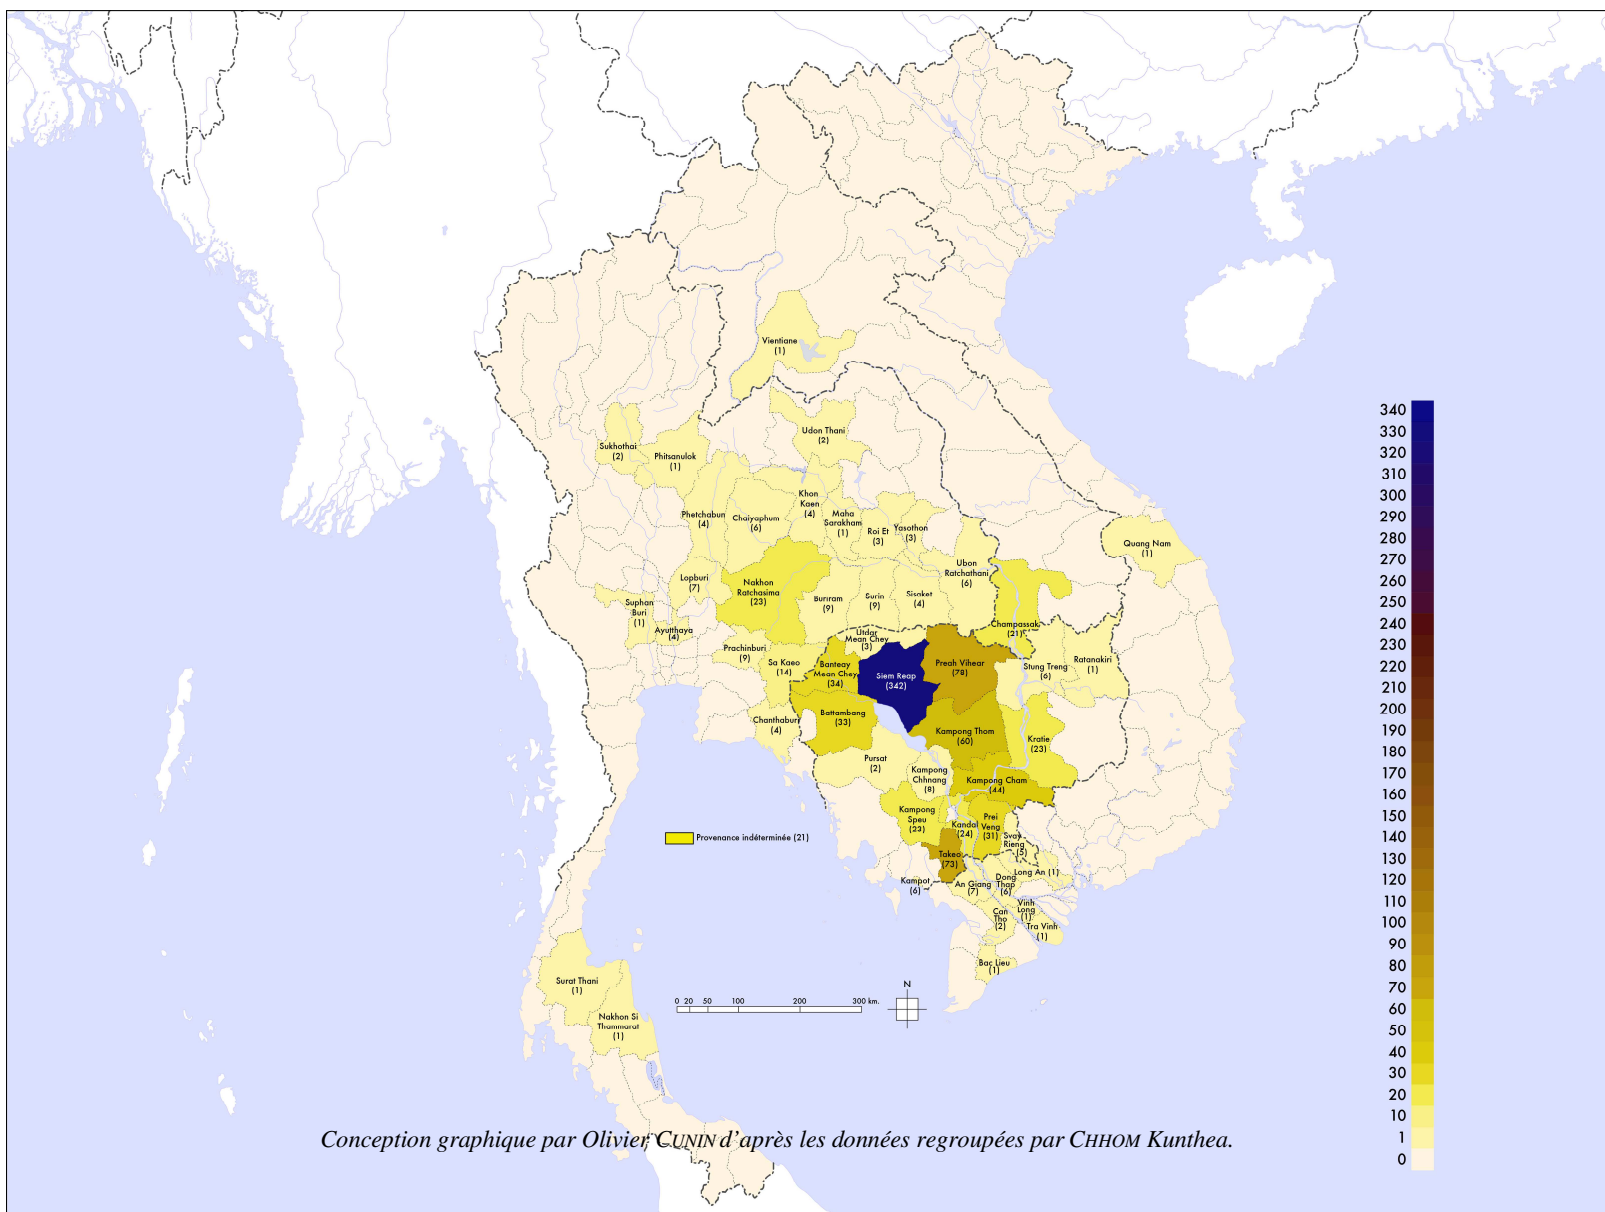 Vientiane
(1)
Udon Thani
(2)
Sukhothai
(2)
Phitsanulok
(1)
Khon
Kaen
(4)
Phetchabun
(4)
Chaiyaphum
(6)
Maha
Sarakham
(1)
Roi Et
(3)
Yasothon
(3)
Quang Nam
(1)
Ubon
Ratchathani
(6)
Lopburi
(7)
Nakhon
Ratchasima
(23)
Buriram
(9)
Surin
(9)
Sisaket
(4)
Suphan
Buri
(1)
Ayutthaya
(4)
Champassak
(21)
Utdar
Mean Chey
(3)
Prachinburi
(9)
Sa Kaeo
(14)
Banteay
Mean Chey
(34)
Siem Reap
(342)
Preah Vihear
(78)
Stung Treng
(6)
Ratanakiri
(1)
Chanthaburi
(4)
Battambang
(33)
Kampong Thom
(60)
Kratie
(23)
Pursat
(2)
Kampong
Chhnang
(8)
Kampong Cham
(44)
Kampong
Speu
(23)
Kandal
(24)
Prei
Veng
(31)
Svay
Rieng
(5)
Provenance indéterminée (21)
Takeo
(73)
Kampot
(6)
An Giang
(7)
Dong
Thap
(6)
Long An (1)
Can
Tho
(2)
Vinh
Long
(1)
Tra Vinh
(1)
Bac Lieu
(1)
Surat Thani
(1)
Nakhon Si
Thammarat
(1)
0 20 50 100 200 300 km.
N
340
330
320
310
300
290
280
270
260
250
240
230
220
210
200
190
180
170
160
150
140
130
120
110
100
90
80
70
60
50
40
30
20
10
1
0
Conception graphique par Olivier CUNIN d'après les données regroupées par CHHOM Kunthea.